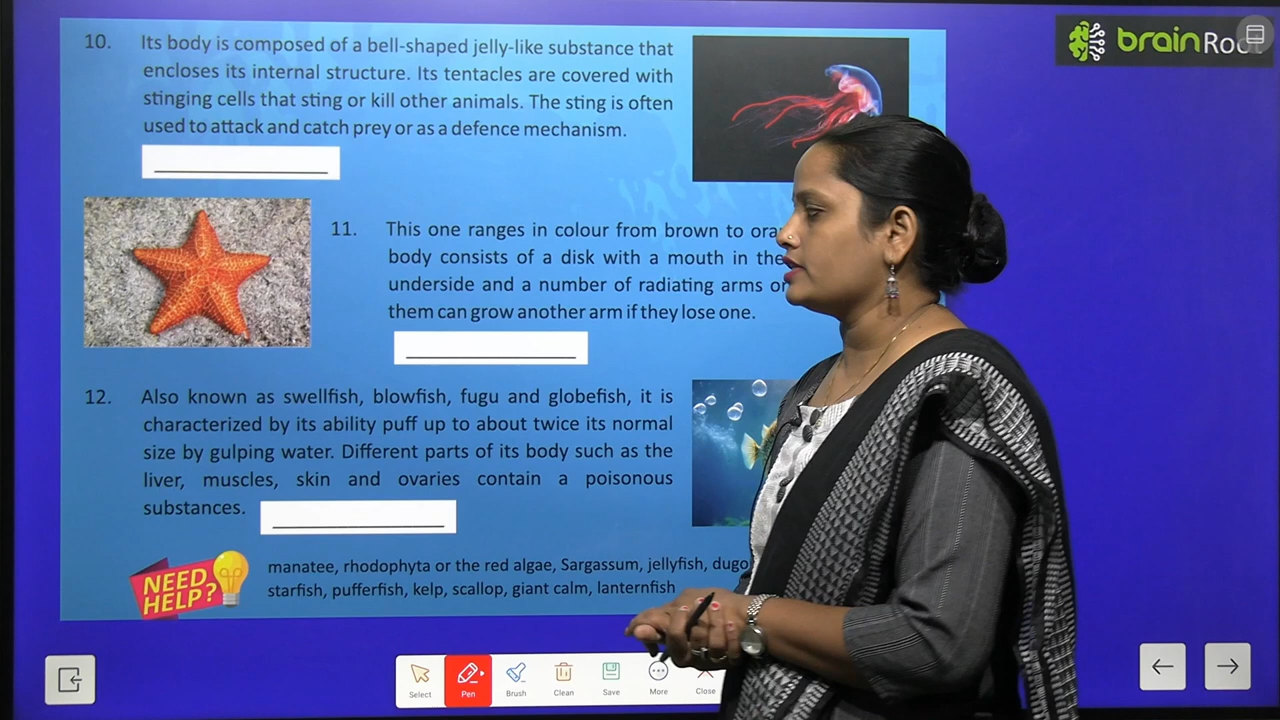 brainRoot
10. Its body is composed of a bell-shaped jelly-like substance that
encloses its internal structure. Its tentacles are covered with
stinging cells that sting or kill other animals. The sting is often
used to attack and catch prey or as a defence mechanism.
11. This one ranges in colour from brown to
body consists of a disk with a mouth in the
underside and a number of radiating arms
them can grow another arm if they lose one.
12. Also known as swellfish, blowfish, fugu and globefish, it is
characterized by its ability puff up to about twice its normal
size by gulping water. Different parts of its body such as the
liver, muscles, skin and ovaries contain a poisonous
substances.
NEED HELP?
manatee, rhodophyta or the red algae, Sargassum, jellyfish,
starfish, pufferfish, kelp, scallop, giant calm, lanternfish
Select Pen Brush Clean Save More Close